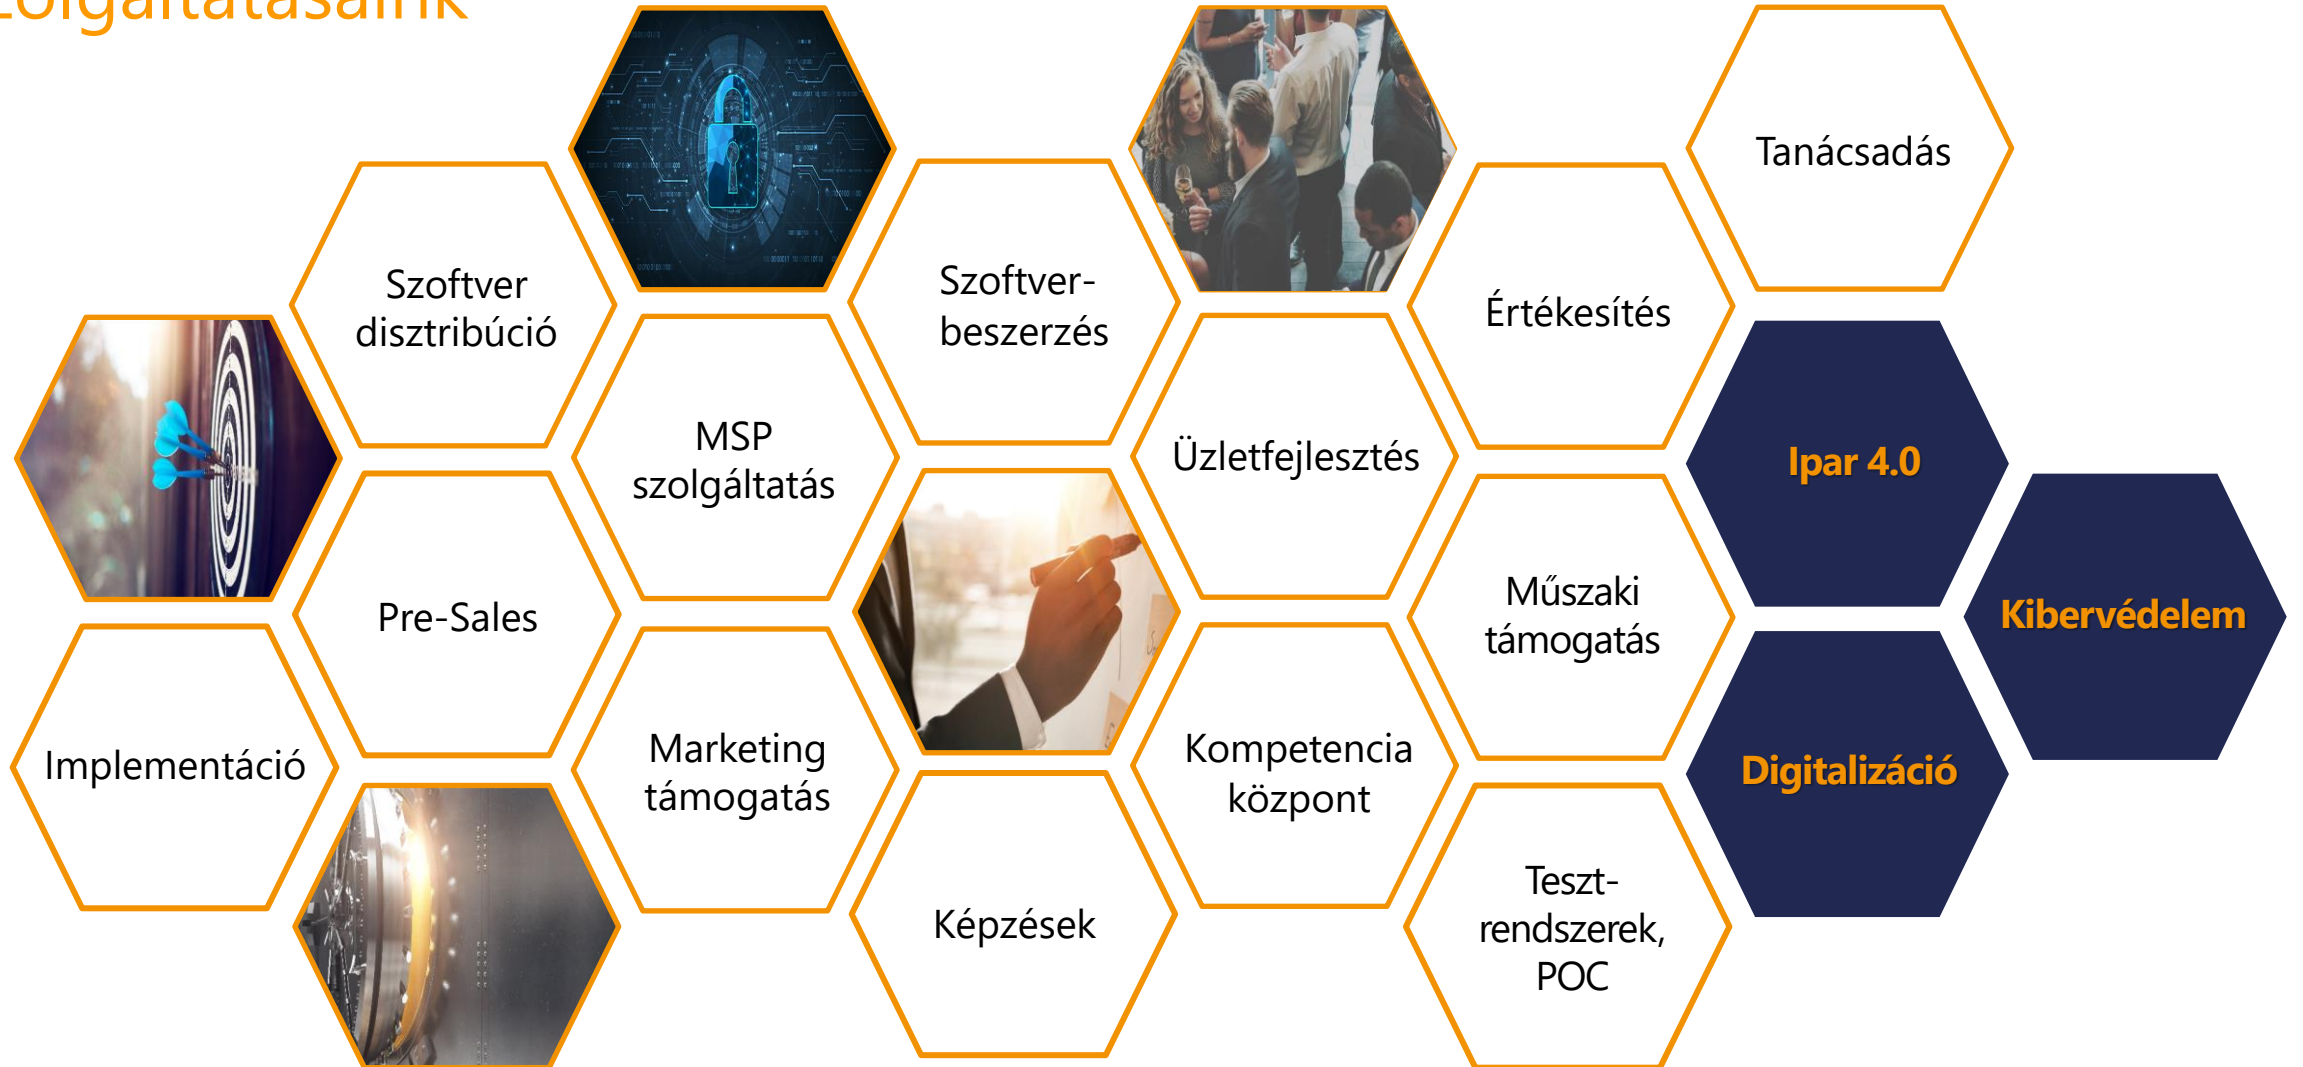 zolgáltatásaink
Tanácsadás
Szoftver
disztribúció
Szoftver-
beszerzés
Értékesítés
MSP
szolgáltatás
Üzletfejlesztés
Ipar 4.0
Pre-Sales
Műszaki
támogatás
Kibervédelem
Implementáció
Marketing
támogatás
Kompetencia
központ
Digitalizáció
Képzések
Teszt-
rendszerek,
POC